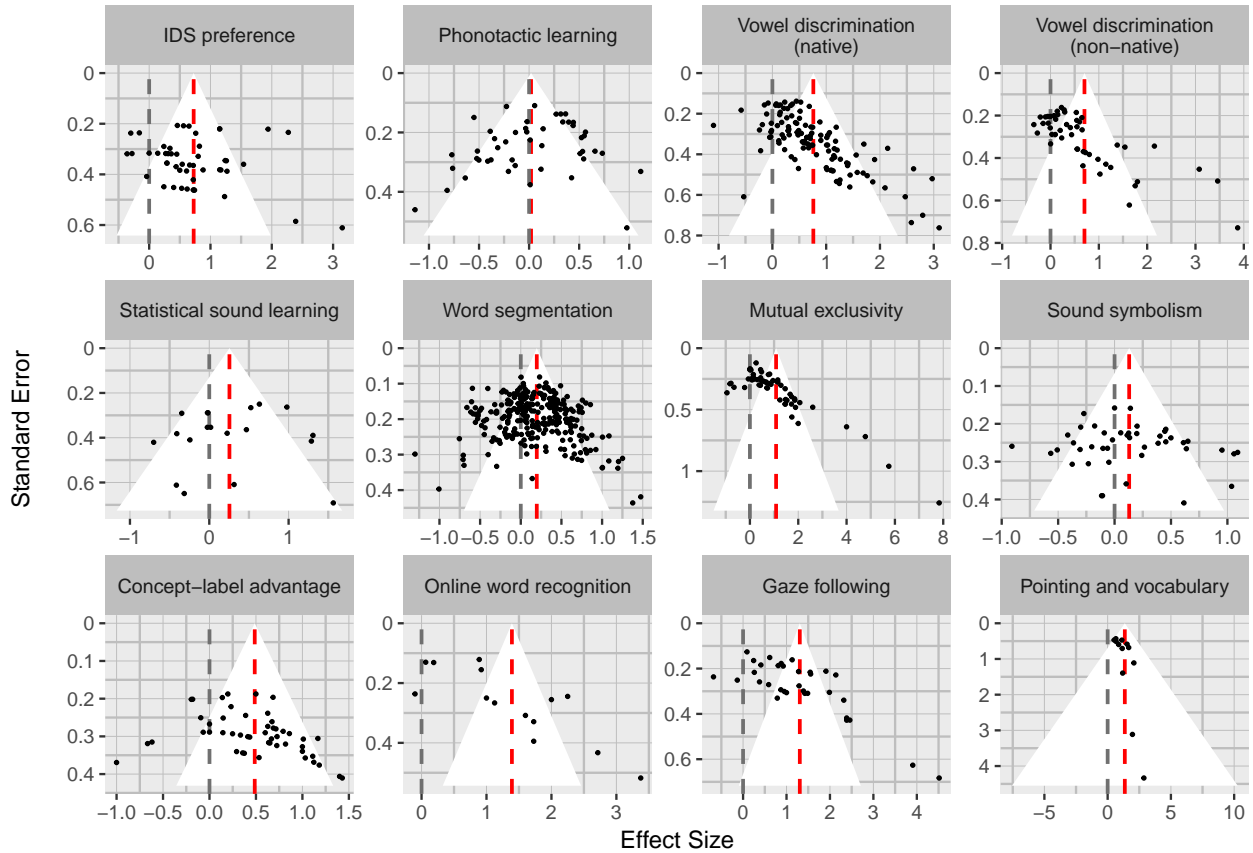 IDS preference
Phonotactic learning
Vowel discrimination
(native)
Vowel discrimination
(non−native)
0
0.2
0.4
0.6
0 1 2 3
0
0.2
0.4
−1.0 −0.5 0.0 0.5 1.0
0
0.2
0.4
0.6
0.8
−1 0 1 2 3
0
0.2
0.4
0.6
0.8
0 1 2 3 4
Statistical sound learning
Word segmentation
Mutual exclusivity
Sound symbolism
0
0.2
0.4
0.6
−1 0 1
0
0.1
0.2
0.3
0.4
−1.0 −0.5 0.0 0.5 1.0 1.5
0
0.5
1
0 2 4 6 8
0
0.1
0.2
0.3
0.4
−1.0 −0.5 0.0 0.5 1.0
Concept−label advantage
Online word recognition
Gaze following
Pointing and vocabulary
0
0.1
0.2
0.3
0.4
−1.0 −0.5 0.0 0.5 1.0 1.5
0
0.2
0.4
0 1 2 3
0
0.2
0.4
0.6
0 1 2 3 4
0
1
2
3
4
−5 0 5 10
Standard Error
Effect Size